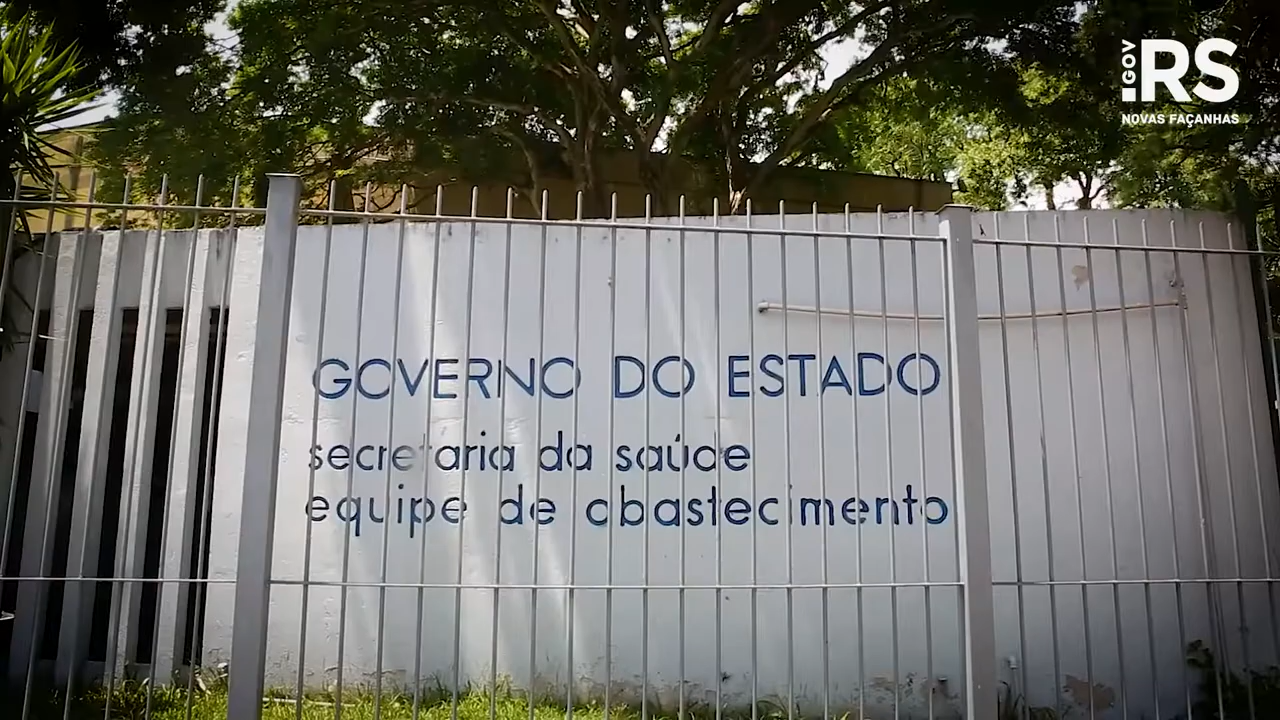 .GOV
RS
NOVAS FAÇANHAS
GOVERNO DO ESTADO
secretaria da saúde
equipe de abastecimento